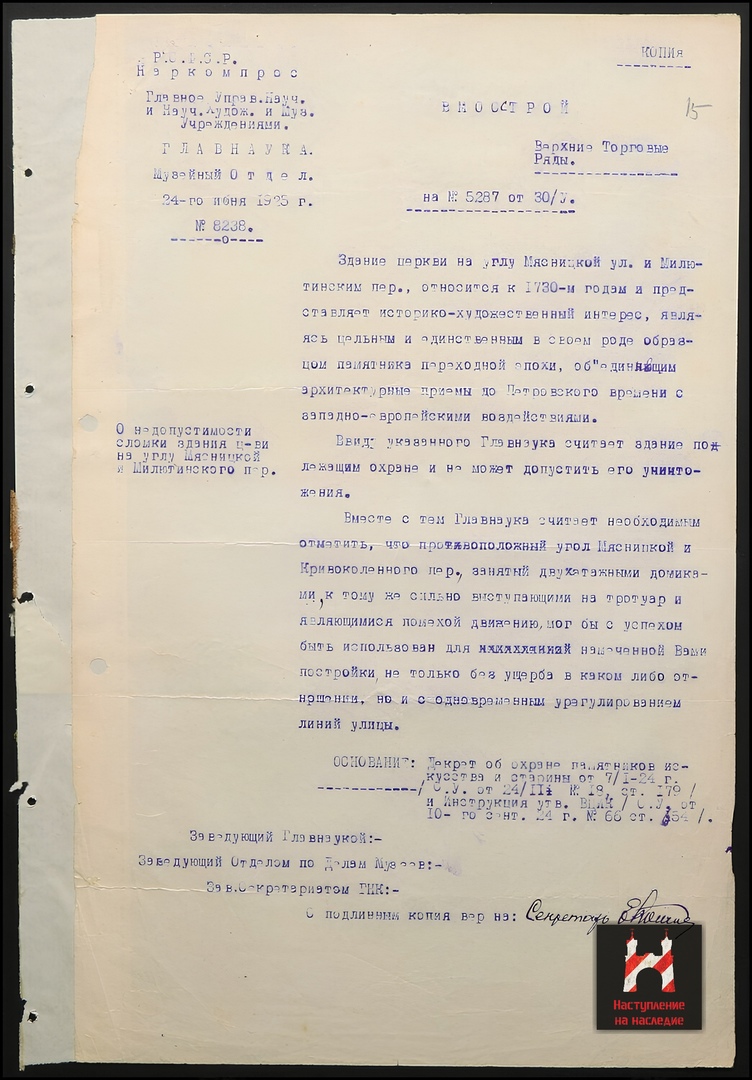 КОПИЯ
Р.С.Ф.С.Р.
Наркомпрос
Главное Управ.Науч.
и Науч.Худож. и Муз.
Учреждениями.
ГЛАВНАУКА.
Музейный Отдел.
24-го июня 1925 г.
№ 8238.
ВМОССТРОЙ
15
Верхние Торговые
Ряды.
на № 5287 от 30/У.
О недопустимости
сломки здания ц-ви
на углу Мясницкой
и Милютинского пер.
Здание церкви на углу Мясницкой ул. и Милю-
тинским пер., относится к 1730-м годам и пред-
ставляет историко-художественный интерес, явля-
ясь цельным и единственным в своем роде образ-
цом памятника переходной эпохи, об"единяющим
архитектурные приемы до Петровского времени с
западно-европейскими воздействиями.
Ввиду указанного Главнаука считает здание под-
лежащим охране и не может допустить его уничто-
жения.
Вместе с тем Главнаука считает необходимым
отметить, что противоположный угол Мясницкой и
Кривоколенного пер., занятый двухэтажными домика-
ми, к тому же сильно выступающими на тротуар и
являющимися помехой движению, мог бы с успехом
быть использован для намеченной Вами
постройки, не только без ущерба в каком либо от-
ношении, но и с одновременным урегулированием
линий улицы.
ОСНОВАНИЕ: Декрет об охране памятников ис-
кусства и старины от 7/I-24 г.
/ С.У. от 24/III № 18, ст. 179 /
и Инструкция утв. ВЦИК / С.У. от
10-го сент. 24 г. № 66 ст. 654 /.
Заведующий Главнаукой:-
Заведующий Отделом по Делам Музеев:-
Зав.Секретариатом ГНК:-
С подлинным копия верна: Секретарь
Наступление
на наследие